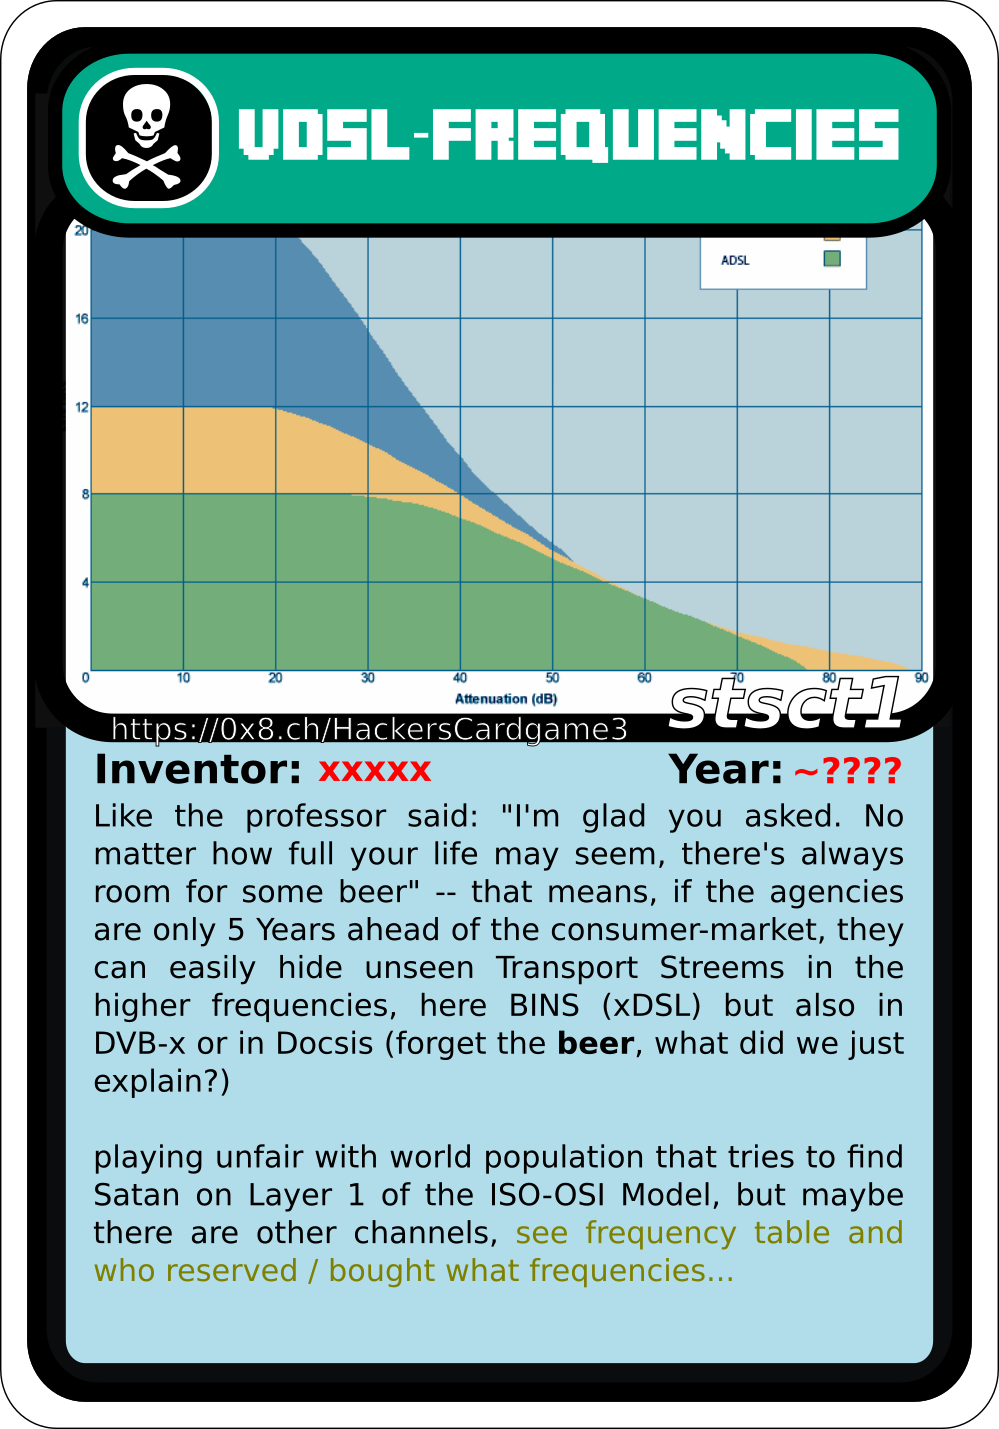 VDSL-FREQUENCIES
20
ADSL
16
12
8
4
0 10 20 30 40 50 60 70 80 90
Attenuation (dB)
stsct1
https://0x8.ch/HackersCardgame3
Inventor: xxxxx Year: ~????
Like the professor said: "I'm glad you asked. No
matter how full your life may seem, there's always
room for some beer" -- that means, if the agencies
are only 5 Years ahead of the consumer-market, they
can easily hide unseen Transport Streems in the
higher frequencies, here BINS (xDSL) but also in
DVB-x or in Docsis (forget the beer, what did we just
explain?)
playing unfair with world population that tries to find
Satan on Layer 1 of the ISO-OSI Model, but maybe
there are other channels, see frequency table and
who reserved / bought what frequencies...